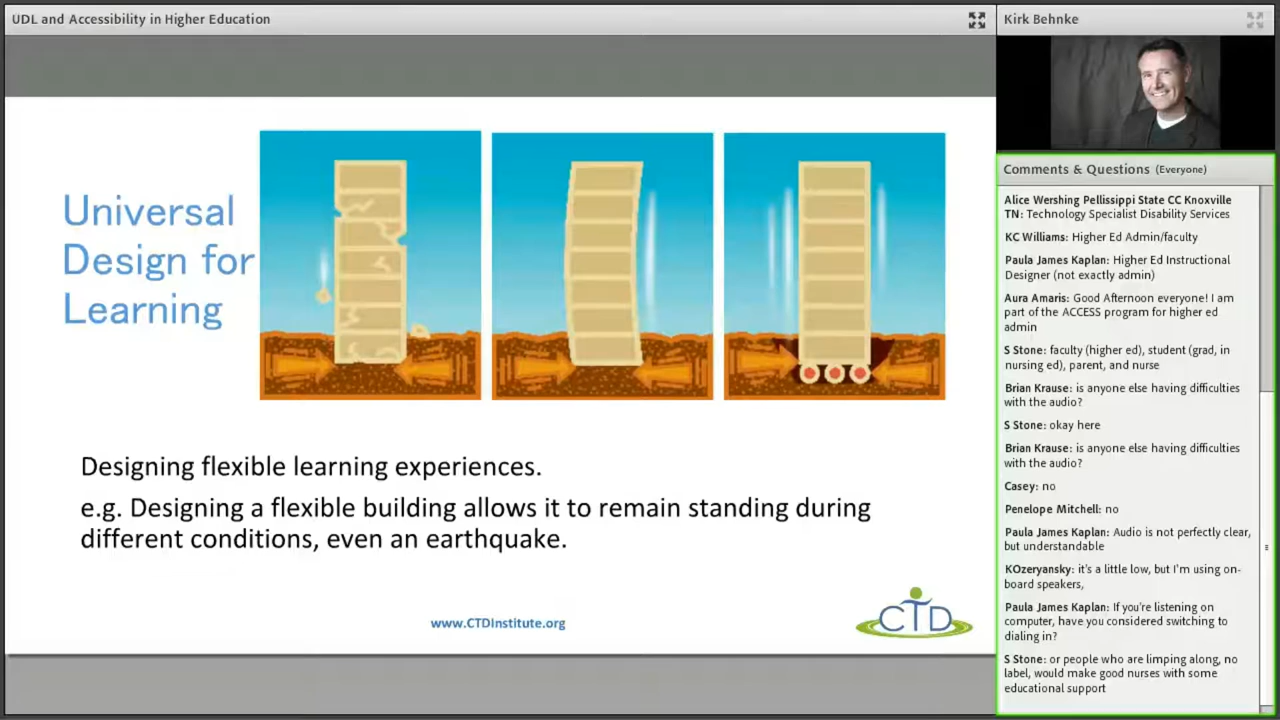 UDL and Accessibility in Higher Education
Universal
Design for
Learning
Designing flexible learning experiences.
e.g. Designing a flexible building allows it to remain standing during
different conditions, even an earthquake.
www.CTDInstitute.org
CTD
Kirk Behnke
Comments & Questions (Everyone)
Alice Wershing Pellissippi State CC Knoxville
TN: Technology Specialist Disability Services
KC Williams: Higher Ed Admin/faculty
Paula James Kaplan: Higher Ed Instructional
Designer (not exactly admin)
Aura Amaris: Good Afternoon everyone! I am
part of the ACCESS program for higher ed
admin
S Stone: faculty (higher ed), student (grad, in
nursing ed), parent, and nurse
Brian Krause: is anyone else having difficulties
with the audio?
S Stone: okay here
Brian Krause: is anyone else having difficulties
with the audio?
Casey: no
Penelope Mitchell: no
Paula James Kaplan: Audio is not perfectly clear,
but understandable
KOzeryansky: it's a little low, but I'm using on-
board speakers,
Paula James Kaplan: If you're listening on
computer, have you considered switching to
dialing in?
S Stone: or people who are limping along, no
label, would make good nurses with some
educational support